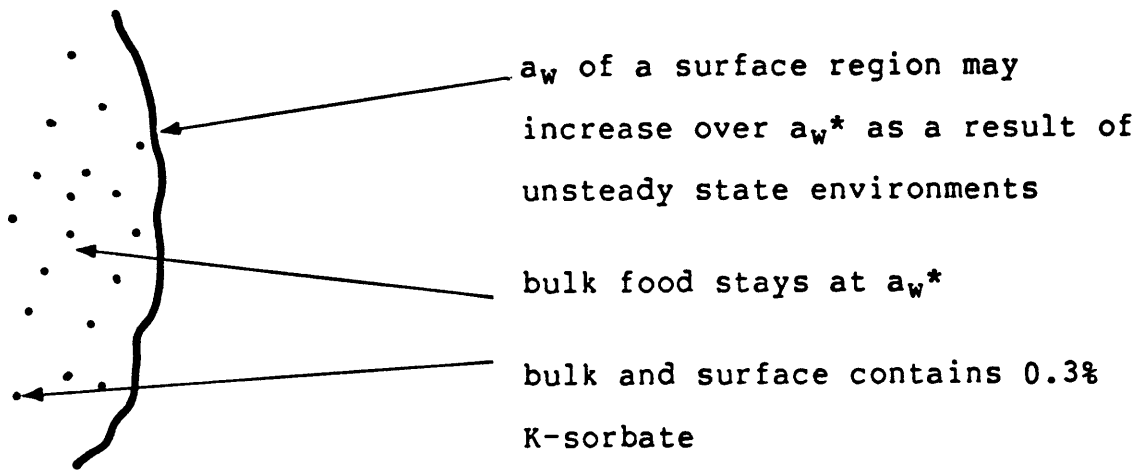 a_w of a surface region may
increase over a_w* as a result of
unsteady state environments
bulk food stays at a_w*
bulk and surface contains 0.3%
K-sorbate